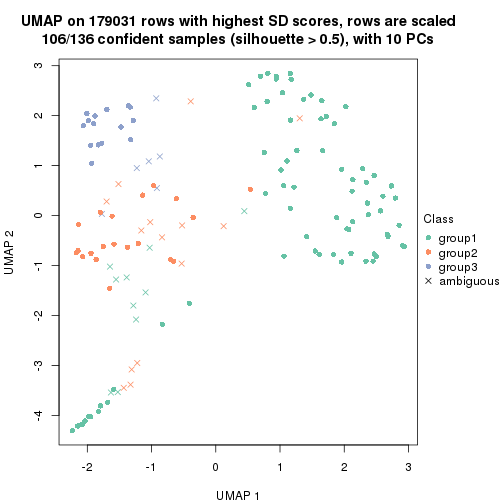 UMAP on 179031 rows with highest SD scores, rows are scaled
106/136 confident samples (silhouette > 0.5), with 10 PCs
3
2
1
0
-1
-2
-3
-4
UMAP 2
-2
-1
0
1
2
3
UMAP 1
Class
group1
group2
group3
ambiguous